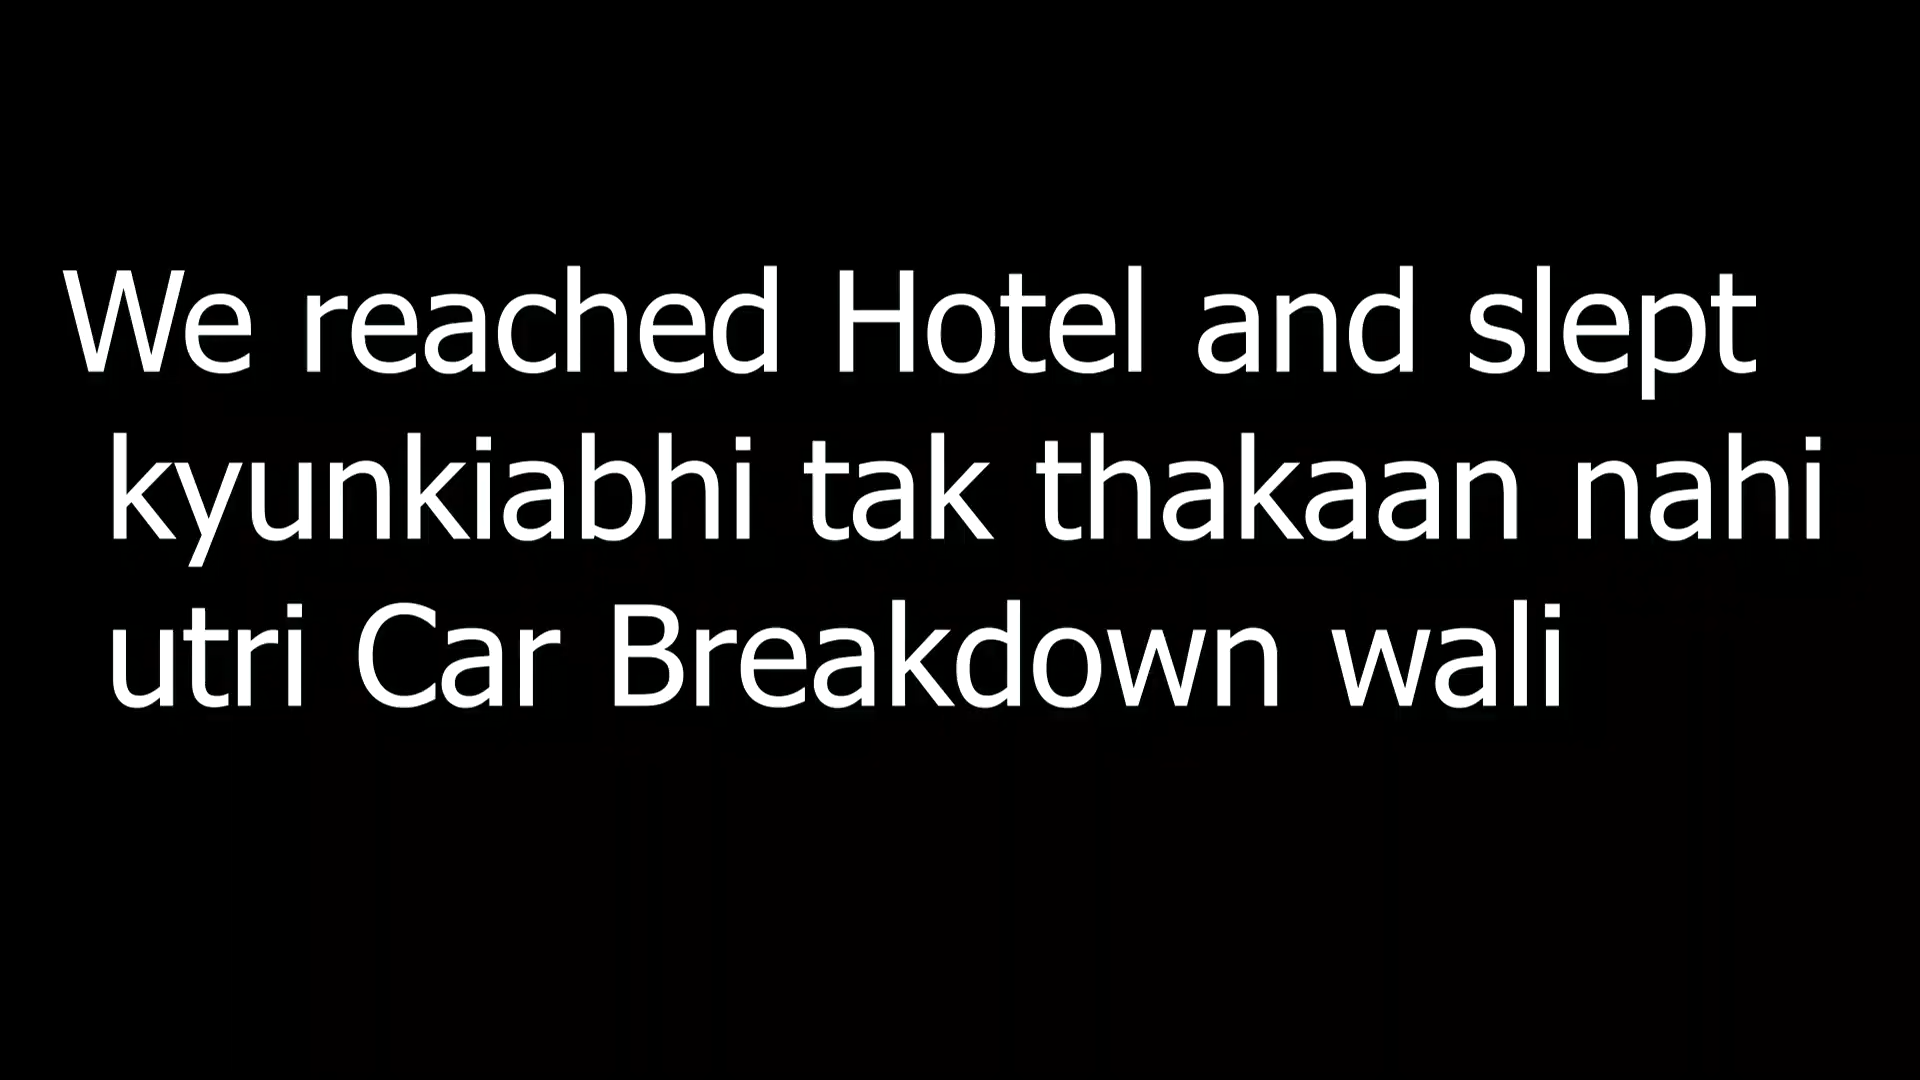 We reached Hotel and slept
kyunkiabhi tak thakaan nahi
utri Car Breakdown wali